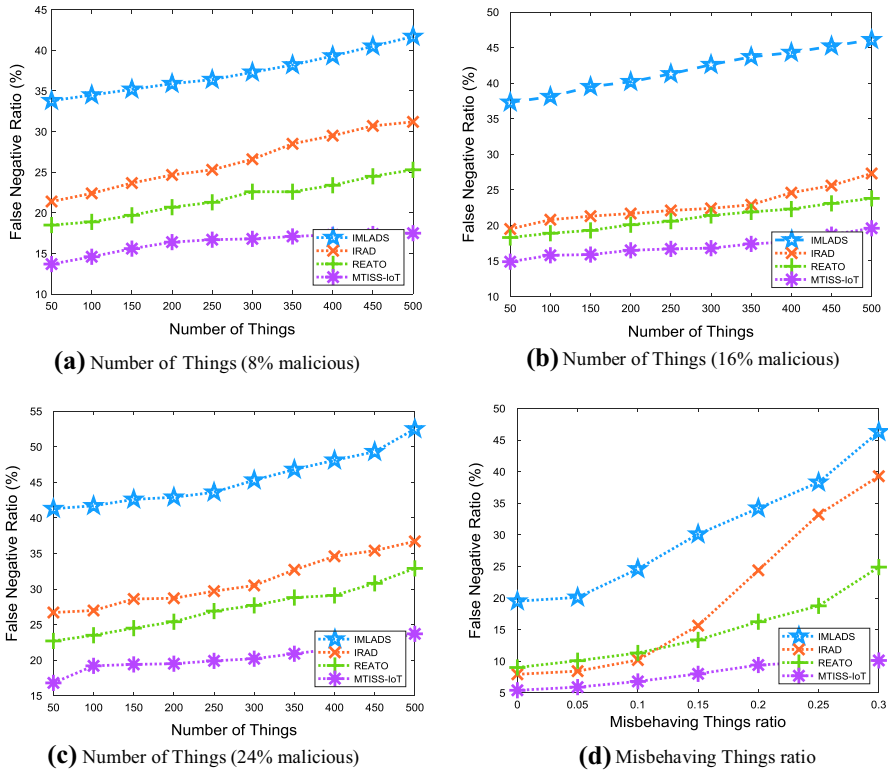 45
40
35
30
25
20
15
10
False Negative Ratio (%)
50 100 150 200 250 300 350 400 450 500
Number of Things
IMLADS
IRAD
REATO
MTISS-IoT
(a) Number of Things (8% malicious)
50
45
40
35
30
25
20
15
10
False Negative Ratio (%)
50 100 150 200 250 300 350 400 450 500
Number of Things
IMLADS
IRAD
REATO
MTISS-IoT
(b) Number of Things (16% malicious)
55
50
45
40
35
30
25
20
15
False Negative Ratio (%)
50 100 150 200 250 300 350 400 450 500
Number of Things
IMLADS
IRAD
REATO
MTISS-IoT
(c) Number of Things (24% malicious)
50
45
40
35
30
25
20
15
10
5
False Negative Ratio (%)
0 0.05 0.1 0.15 0.2 0.25 0.3
Misbehaving Things ratio
IMLADS
IRAD
REATO
MTISS-IoT
(d) Misbehaving Things ratio